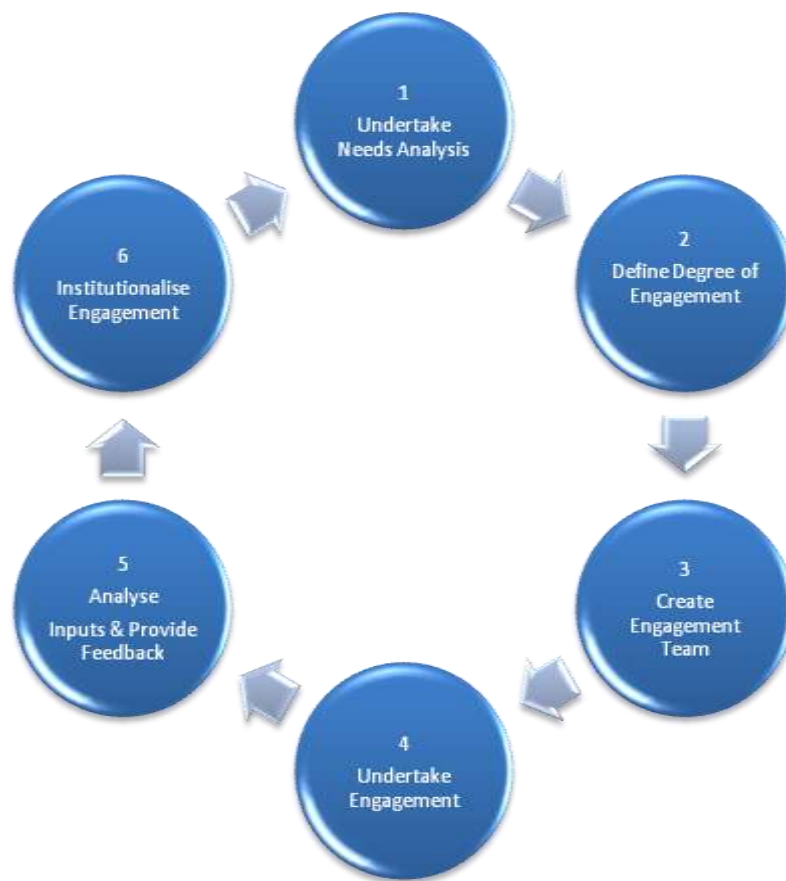 1
Undertake
Needs Analysis
2
Define Degree of
Engagement
3
Create
Engagement
Team
4
Undertake
Engagement
5
Analyse
Inputs & Provide
Feedback
6
Institutionalise
Engagement